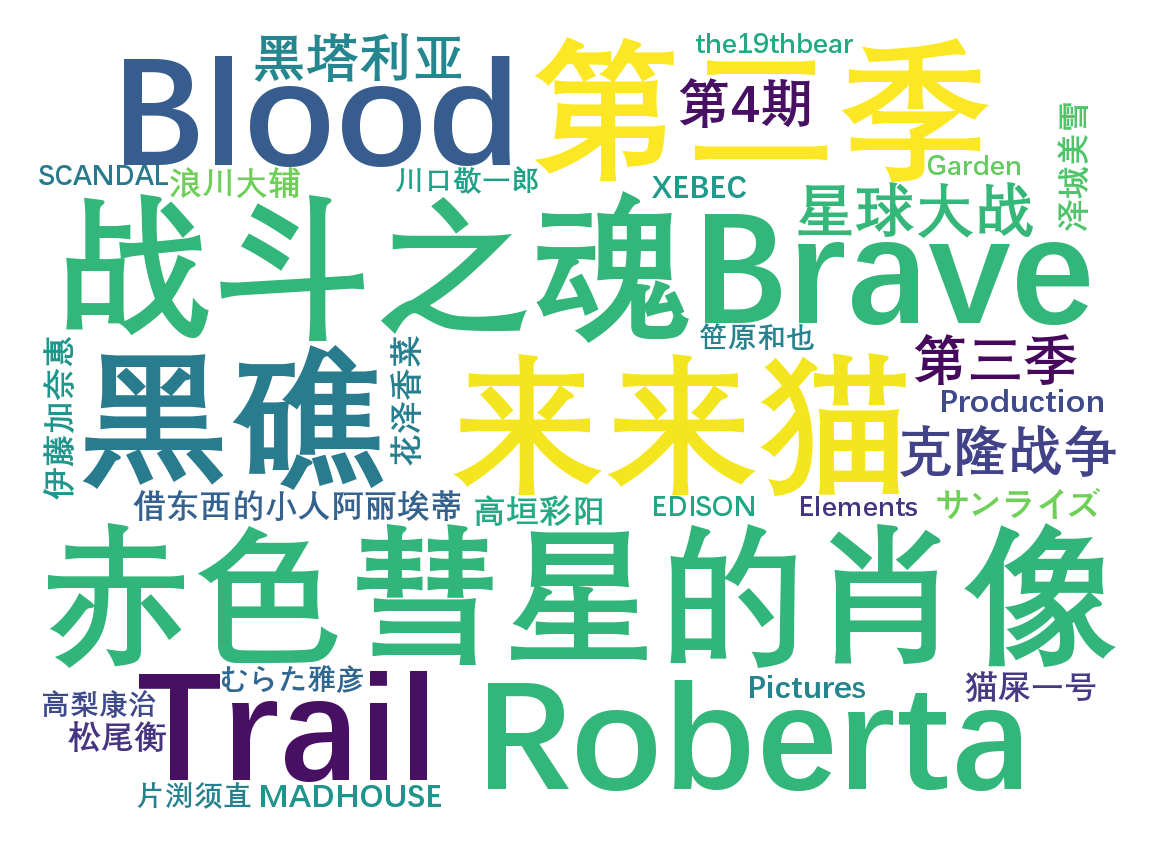 黑塔利亚
the19thbear
Blood
第二季
第4期
SCANDAL
浪川大辅
川口敬一郎
XEBEC
Garden
泽城美雪
星球大战
战斗之魂
Brave
笹原和也
第三季
伊藤加奈惠
黑礁
花泽香菜
来来猫
Production
克隆战争
借东西的小人阿丽埃蒂
高垣彩阳
EDISON
Elements
サンライズ
赤色彗星的肖像
むらた雅彦
Pictures
猫屎一号
高梨康治
松尾衡
Trail
Roberta
片渕须直
MADHOUSE